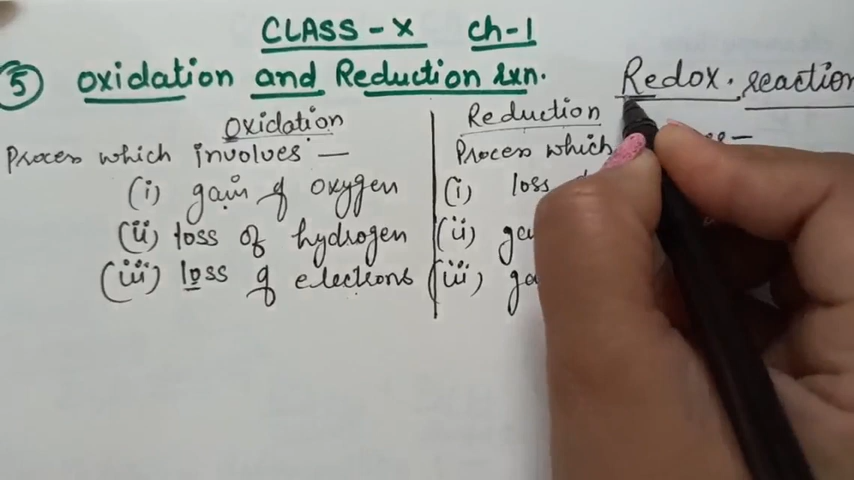 CLASS - X ch-1
5 oxidation and Reduction rxn.
Redox. reaction
Oxidation
Process which involves —
(i) gain of oxygen
(ii) loss of hydrogen
(iii) loss of electrons
Reduction
Process which
(i) loss
(ii)
(iii)